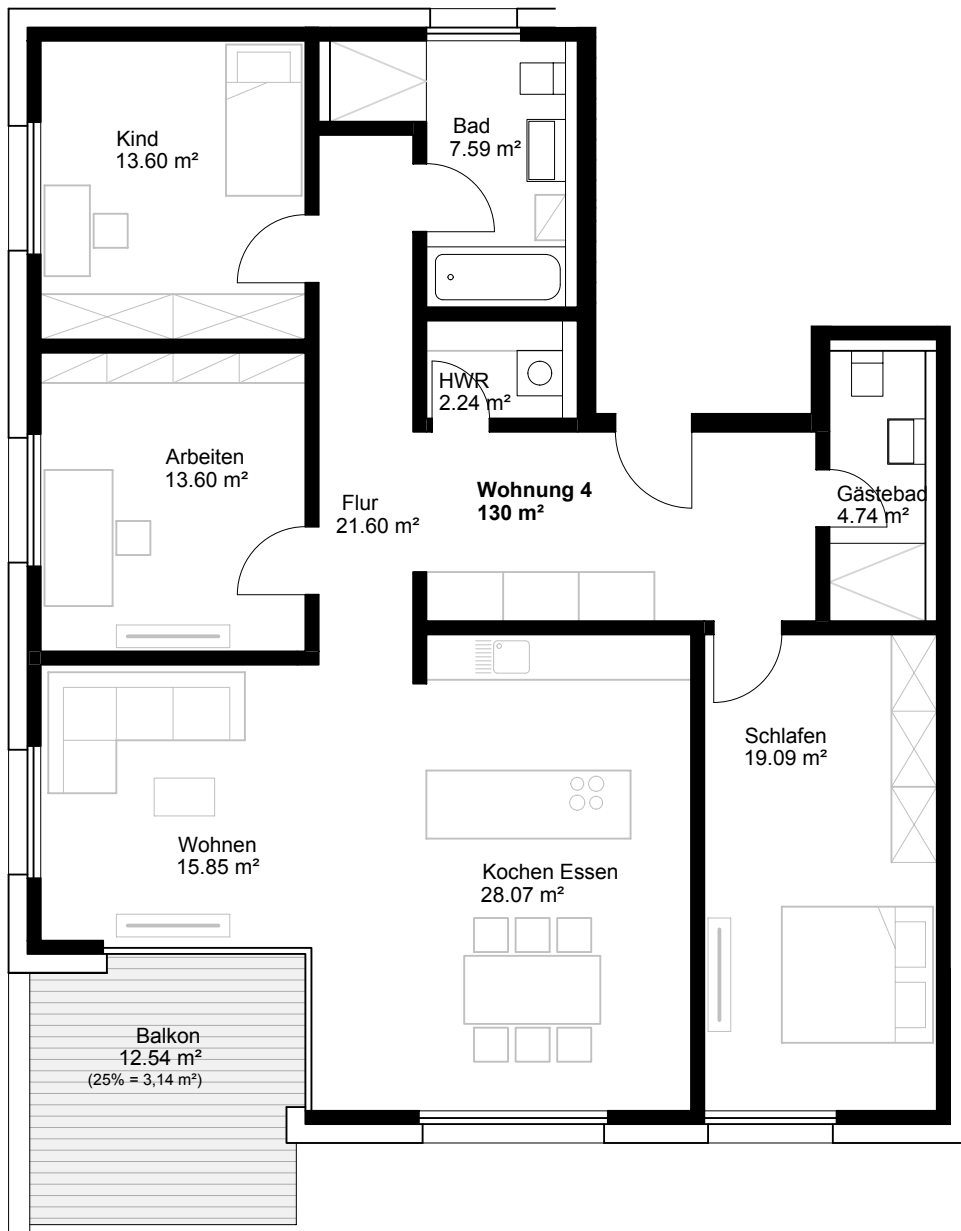 Kind
13.60 m²
Bad
7.59 m²
HWR
2.24 m²
Arbeiten
13.60 m²
Flur
21.60 m²
Wohnung 4
130 m²
Gästebad
4.74 m²
Schlafen
19.09 m²
Wohnen
15.85 m²
Kochen Essen
28.07 m²
Balkon
12.54 m²
(25% = 3,14 m²)